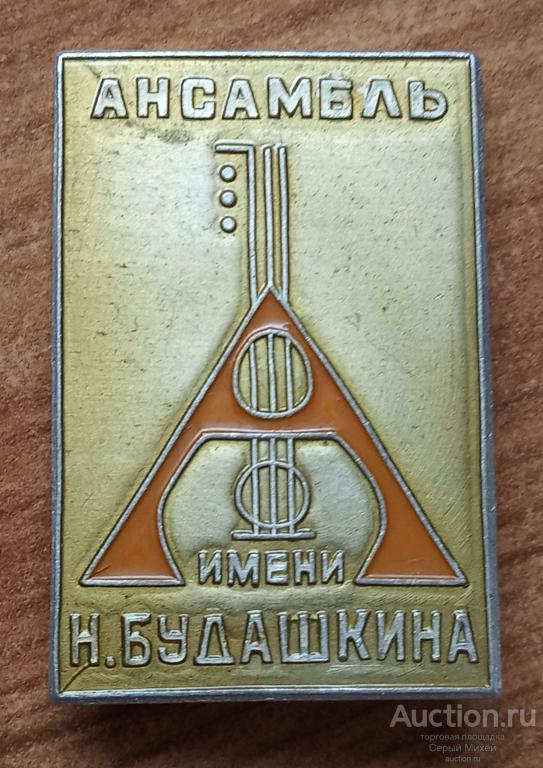 АНСАМБЛЬ
ИМЕНИ
Н.БУДАШКИНА
Auction.ru
торговая площадка
Серый Михей
auction.ru